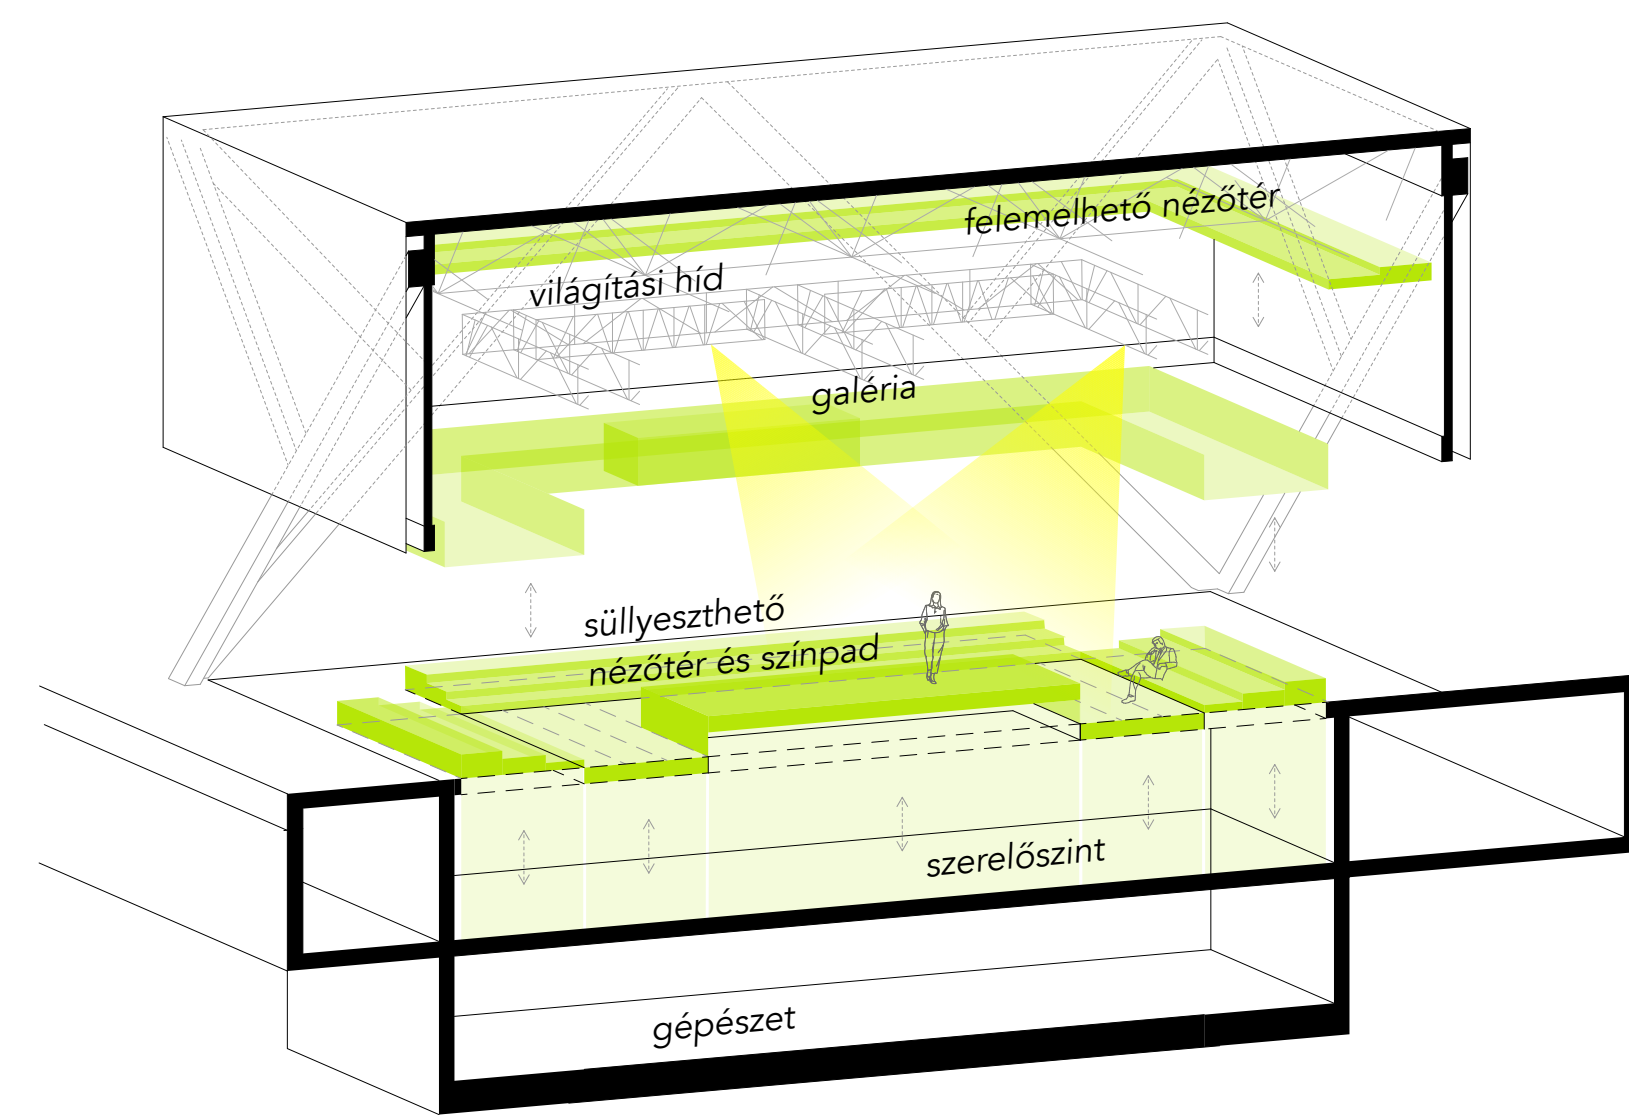 felemelhető nézőtér
világítási híd
galéria
süllyeszthető
nézőtér és színpad
szerelőszint
gépészet